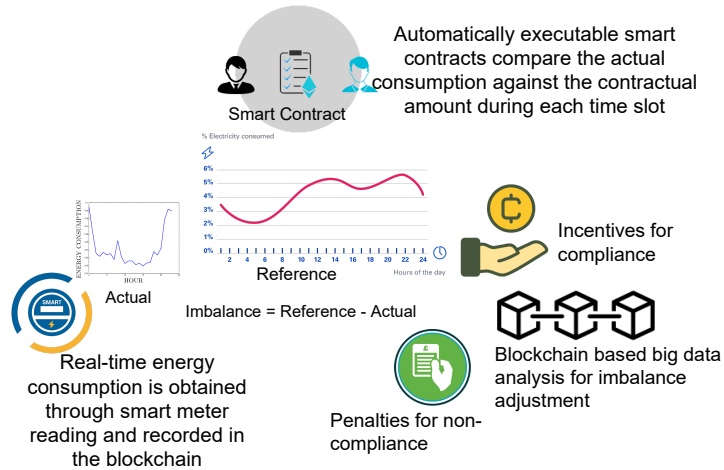 Automatically executable smart
contracts compare the actual
consumption against the contractual
amount during each time slot
Smart Contract
% Electricity consumed
6%
5%
4%
3%
2%
1%
0%
2 4 6 8 10 12 14 16 18 20 22 24
Hours of the day
Reference
ENERGY CONSUMPTION
HOUR
Actual
SMART
Imbalance = Reference - Actual
Incentives for
compliance
Blockchain based big data
analysis for imbalance
adjustment
£
Penalties for non-
compliance
Real-time energy
consumption is obtained
through smart meter
reading and recorded in
the blockchain